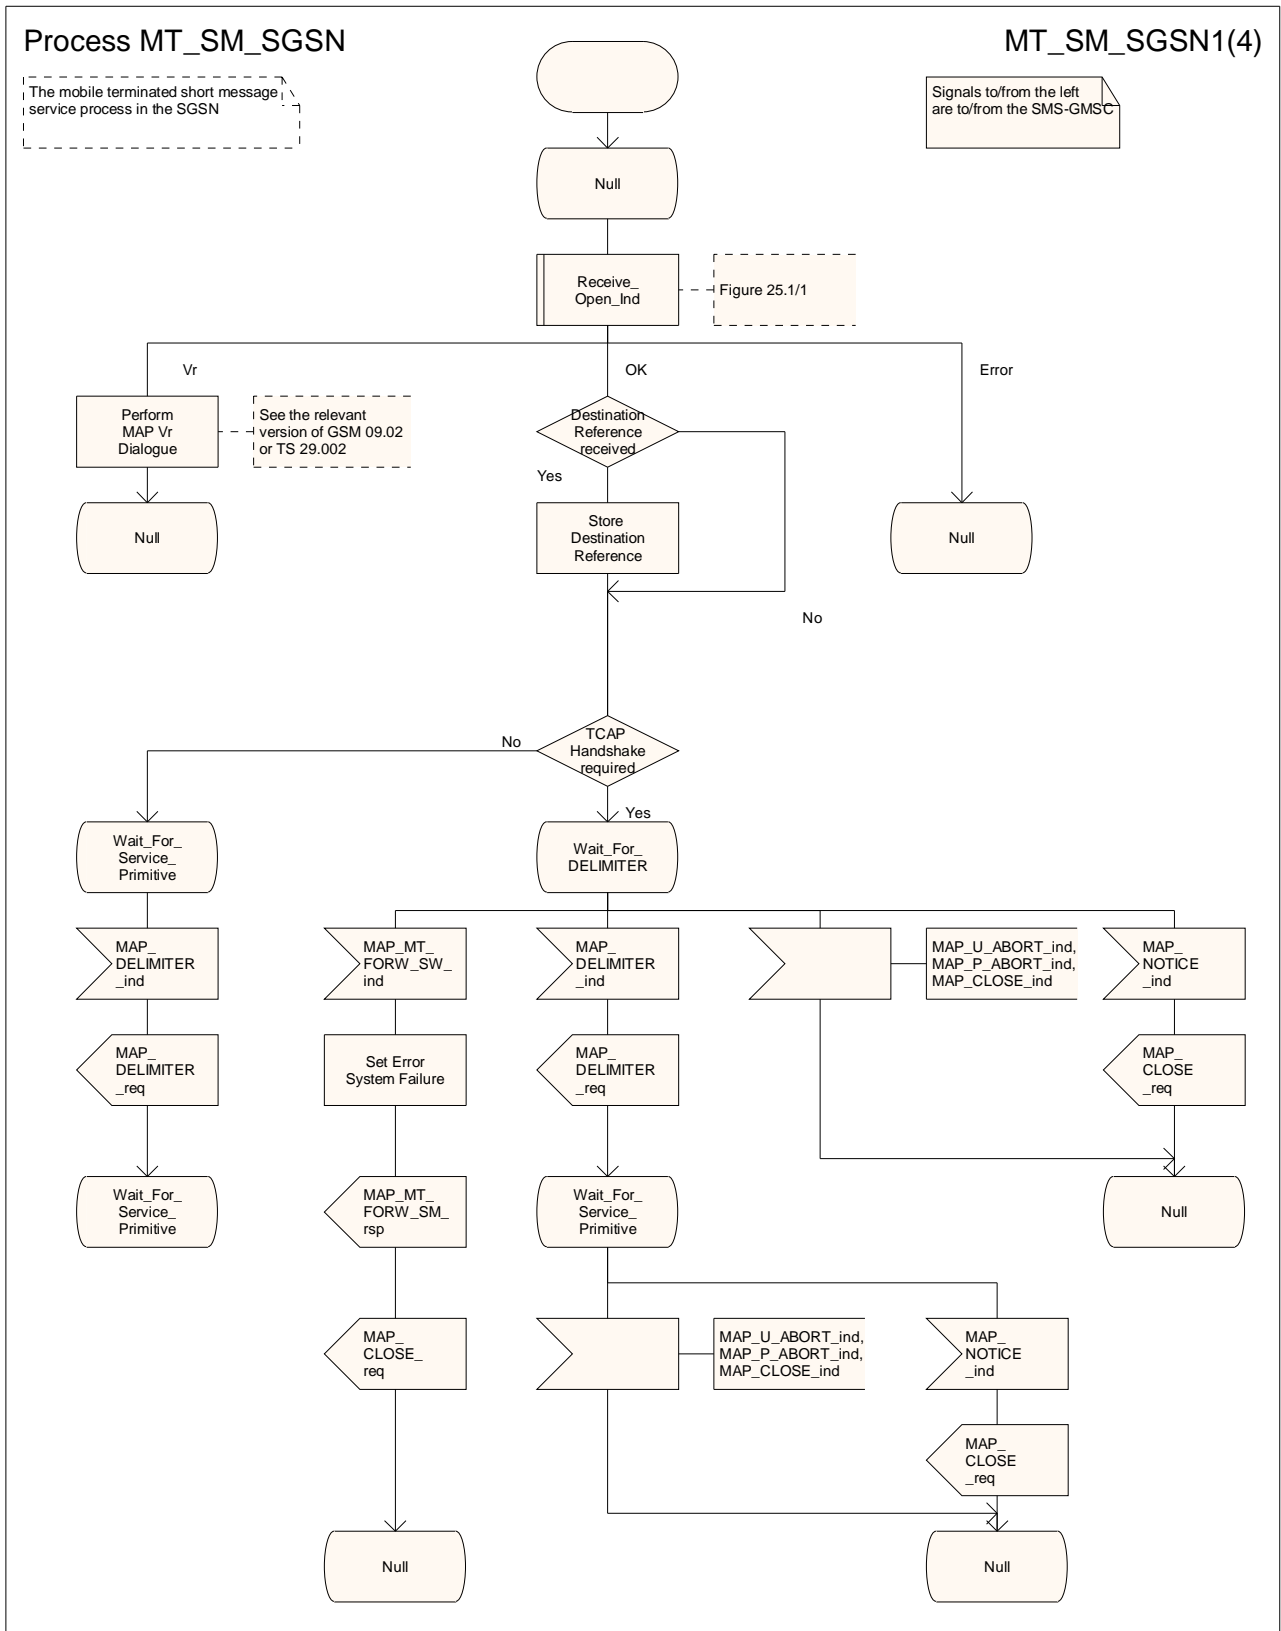 Process MT_SM_SGSN
MT_SM_SGSN1(4)
The mobile terminated short message
service process in the SGSN
Signals to/from the left
are to/from the SMS-GMSC
Null
Receive_
Open_Ind
Figure 25.1/1
Vr
OK
Error
Perform
MAP Vr
Dialogue
See the relevant
version of GSM 09.02
or TS 29.002
Destination
Reference
received
Yes
Null
Store
Destination
Reference
Null
No
TCAP
Handshake
required
No
Yes
Wait_For_
Service_
Primitive
Wait_For_
DELIMITER
MAP_
DELIMITER
_ind
MAP_MT_
FORW_SW_
ind
MAP_
DELIMITER
_ind
MAP_U_ABORT_ind,
MAP_P_ABORT_ind,
MAP_CLOSE_ind
MAP_
NOTICE
_ind
MAP_
DELIMITER
_req
Set Error
System Failure
MAP_
DELIMITER
_req
MAP_
CLOSE
_req
Wait_For_
Service_
Primitive
MAP_MT_
FORW_SM_
rsp
Wait_For_
Service_
Primitive
Null
MAP_
CLOSE_
req
MAP_U_ABORT_ind,
MAP_P_ABORT_ind,
MAP_CLOSE_ind
MAP_
NOTICE
_ind
MAP_
CLOSE
_req
Null
Null